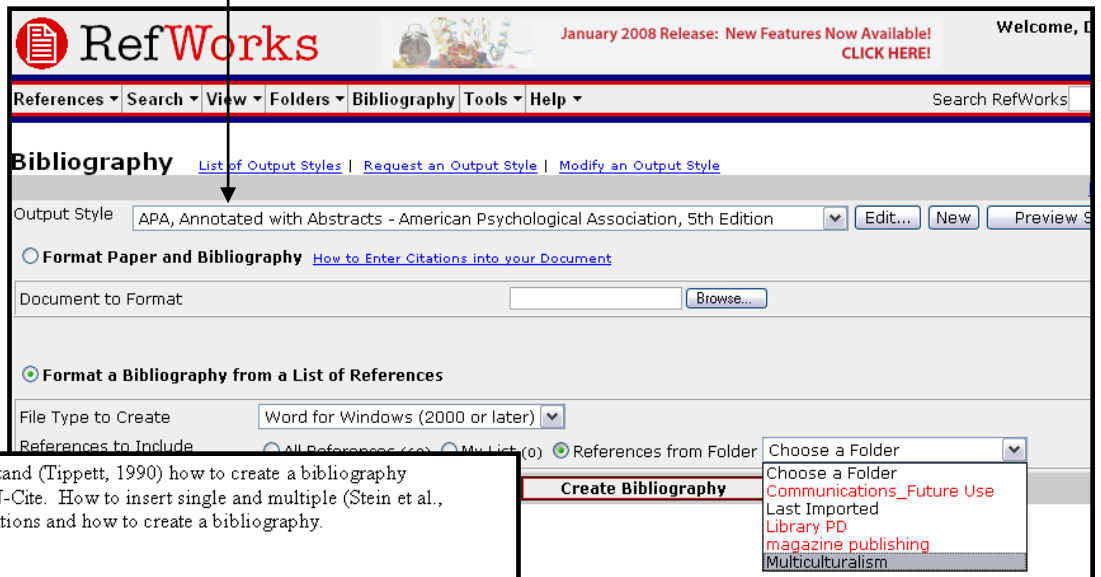 RefWorks
January 2008 Release: New Features Now Available!
CLICK HERE!
Welcome,
References Search View Folders Bibliography Tools Help
Search RefWorks
Bibliography List of Output Styles | Request an Output Style | Modify an Output Style
Output Style APA, Annotated with Abstracts - American Psychological Association, 5th Edition Edit... New Preview S
Format Paper and Bibliography How to Enter Citations into your Document
Document to Format Browse...
Format a Bibliography from a List of References
File Type to Create Word for Windows (2000 or later)
References to Include All References My List (0) References from Folder Choose a Folder
Choose a Folder
Communications_Future Use
Last Imported
Library PD
magazine publishing
Multiculturalism
Create Bibliography
tand (Tippett, 1990) how to create a bibliography
-Cite. How to insert single and multiple (Stein et al.,
tions and how to create a bibliography.